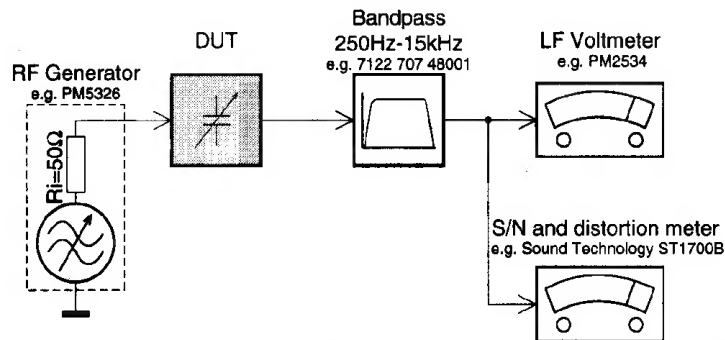 RF Generator
e.g. PM5326
Ri=50Ω
DUT
Bandpass
250Hz-15kHz
e.g. 7122 707 48001
LF Voltmeter
e.g. PM2534
S/N and distortion meter
e.g. Sound Technology ST1700B